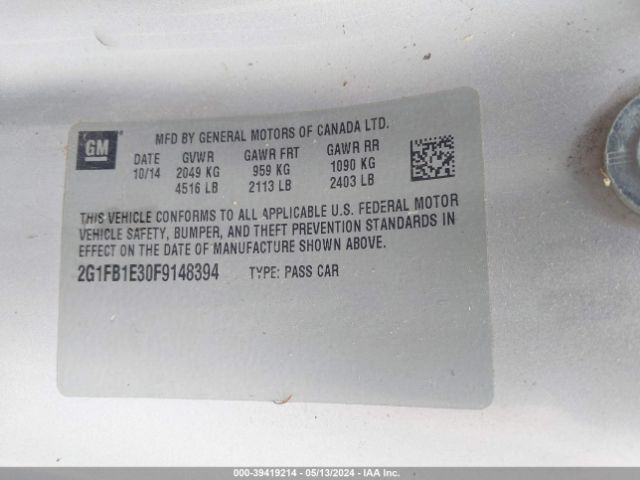 GM
MFD BY GENERAL MOTORS OF CANADA LTD.
DATE GVWR GAWR FRT GAWR RR
10/14 2049 KG 959 KG 1090 KG
4516 LB 2113 LB 2403 LB
THIS VEHICLE CONFORMS TO ALL APPLICABLE U.S. FEDERAL MOTOR
VEHICLE SAFETY, BUMPER, AND THEFT PREVENTION STANDARDS IN
EFFECT ON THE DATE OF MANUFACTURE SHOWN ABOVE.
2G1FB1E30F9148394 TYPE: PASS CAR
000-39419214 - 05/13/2024 - IAAI.COM